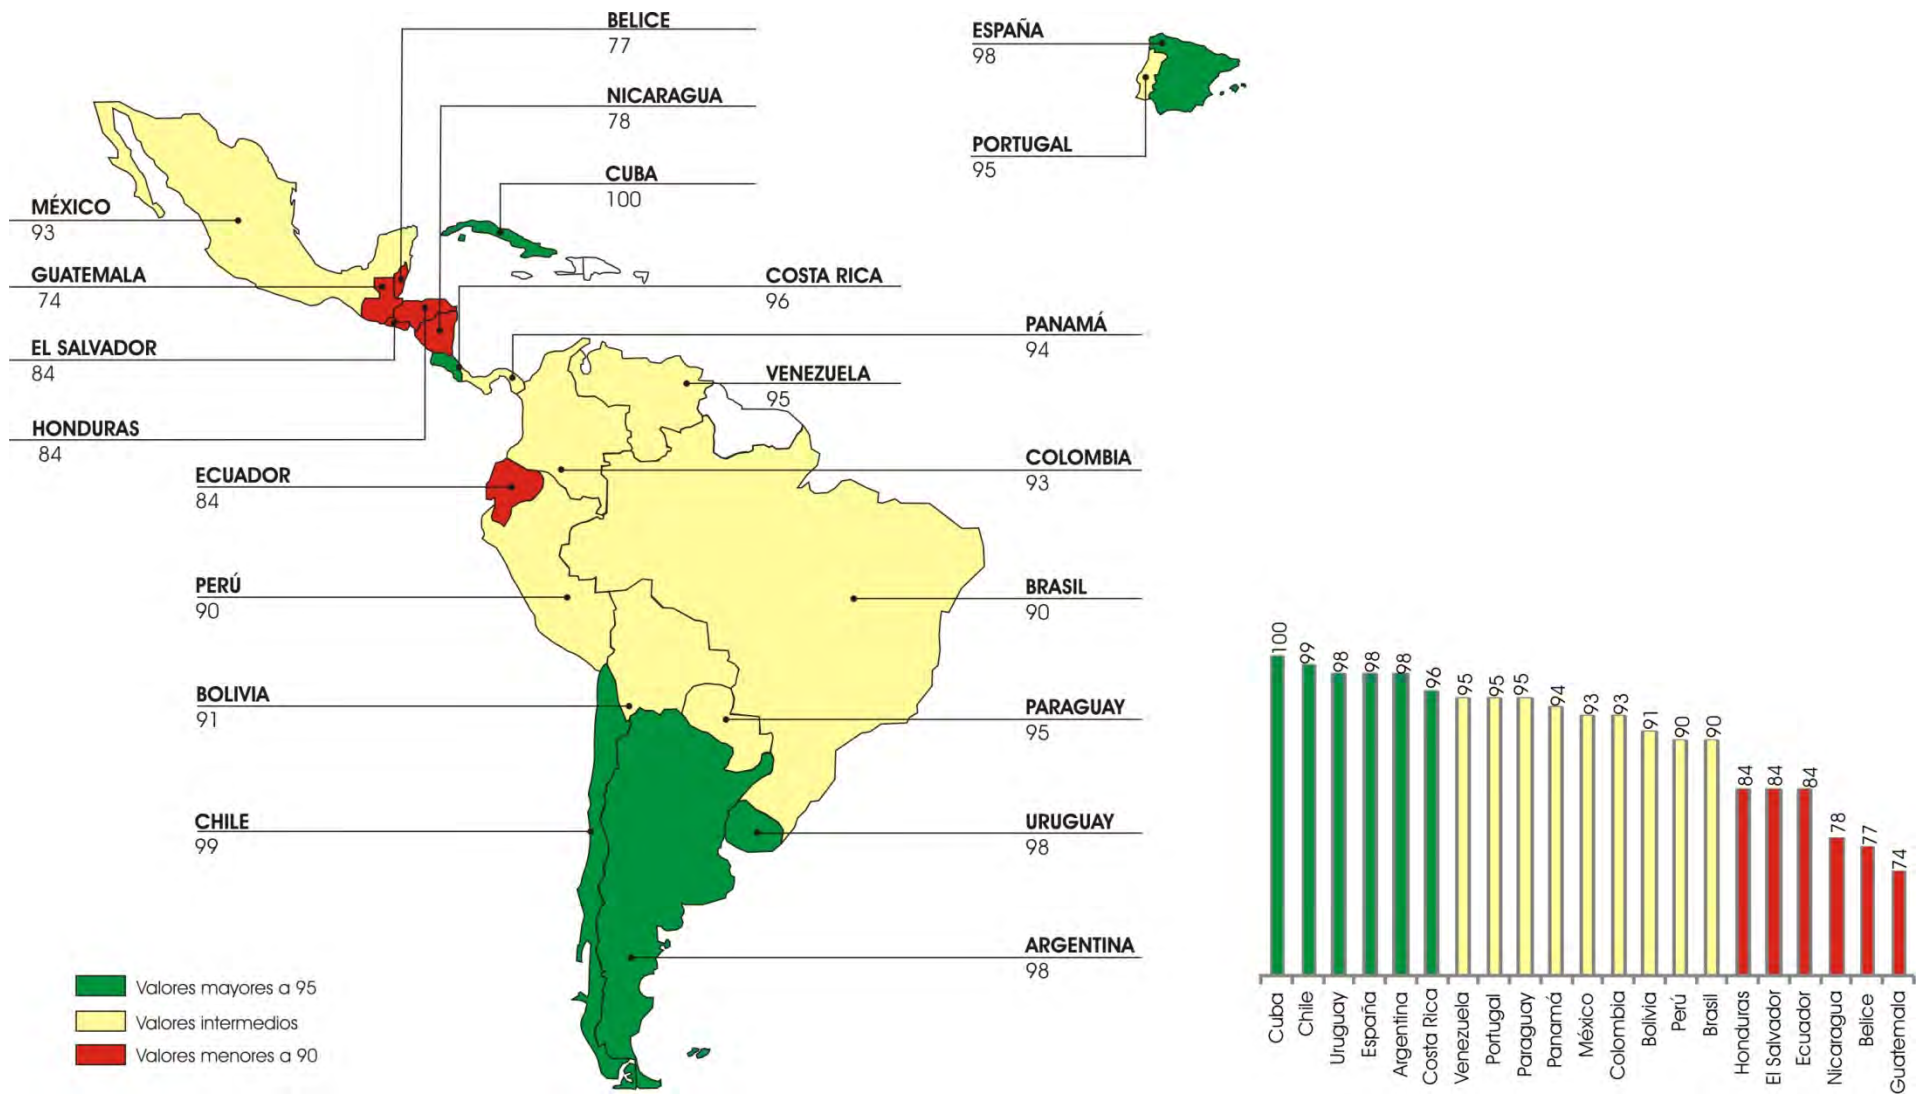 BELICE
77
NICARAGUA
78
CUBA
100
ESPAÑA
98
PORTUGAL
95
MÉXICO
93
GUATEMALA
74
EL SALVADOR
84
HONDURAS
84
COSTA RICA
96
PANAMÁ
94
VENEZUELA
95
COLOMBIA
93
ECUADOR
84
PERÚ
90
BRASIL
90
BOLIVIA
91
PARAGUAY
95
CHILE
99
URUGUAY
98
ARGENTINA
98
Valores mayores a 95
Valores intermedios
Valores menores a 90
100
99
98
98
98
96
95
95
95
94
93
93
91
90
90
84
84
84
78
77
74
Cuba
Chile
Uruguay
España
Argentina
Costa Rica
Venezuela
Portugal
Paraguay
Panamá
México
Colombia
Bolivia
Perú
Brasil
Honduras
El Salvador
Ecuador
Nicaragua
Belice
Guatemala